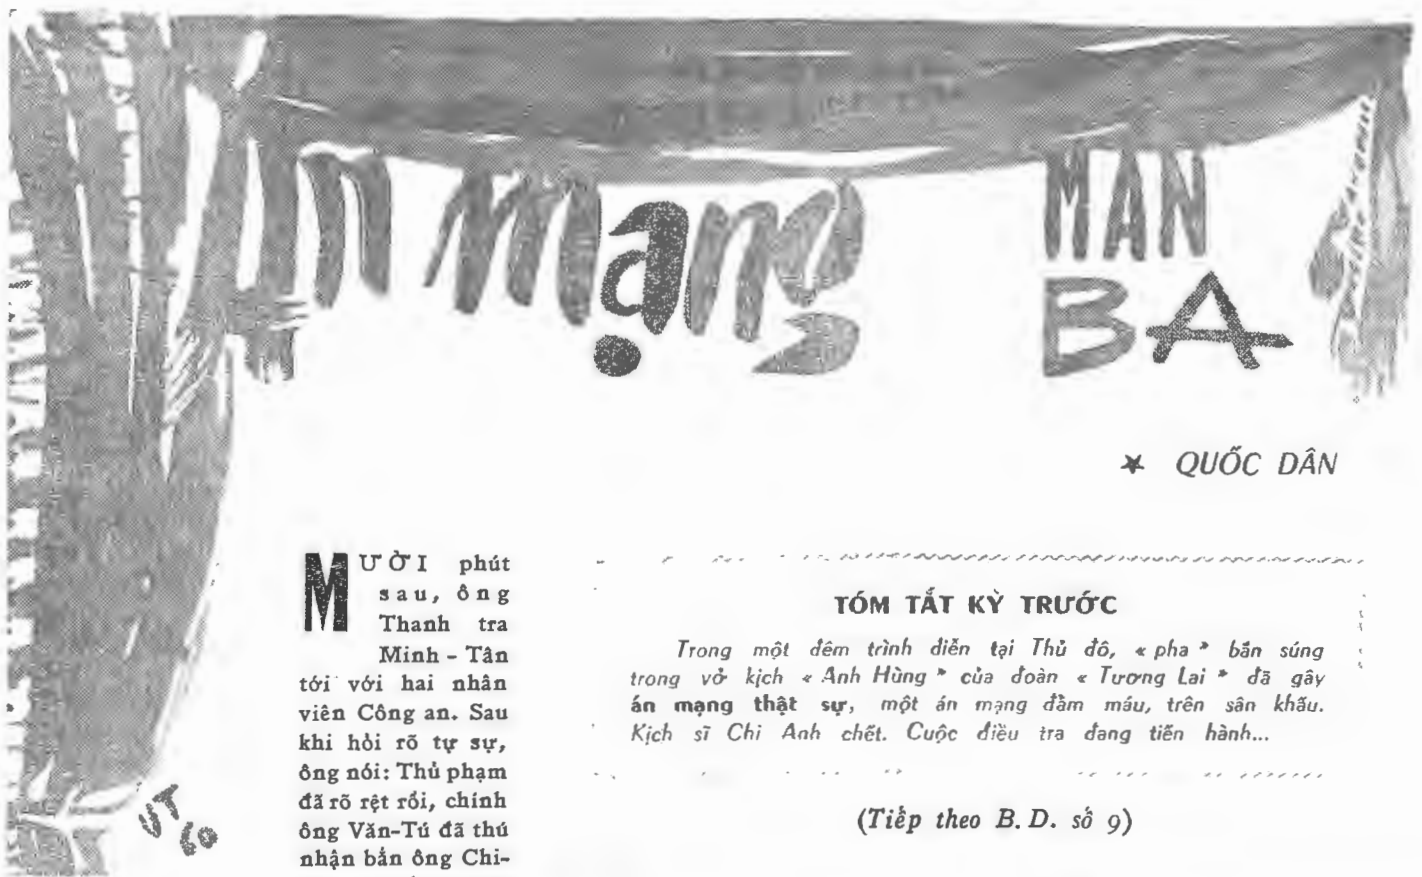 Án mạng
MÀN
BA
★ QUỐC DÂN
MƯỜI phút
sau, ông
Thanh tra
Minh-Tân
tới với hai nhân
viên Công an. Sau
khi hỏi rõ tự sự,
ông nói: Thủ phạm
đã rõ rệt rồi, chính
ông Văn-Tú đã thú
nhận bắn ông Chi-
TÓM TẮT KỲ TRƯỚC
Trong một đêm trình diễn tại Thủ đô, « pha » bắn súng
trong vở kịch « Anh Hùng » của đoàn « Tương Lai » đã gây
án mạng thật sự, một án mạng đầm máu, trên sân khấu.
Kịch sĩ Chi Anh chết. Cuộc điều tra đang tiến hành...
(Tiếp theo B. D. số 9)
UT
60